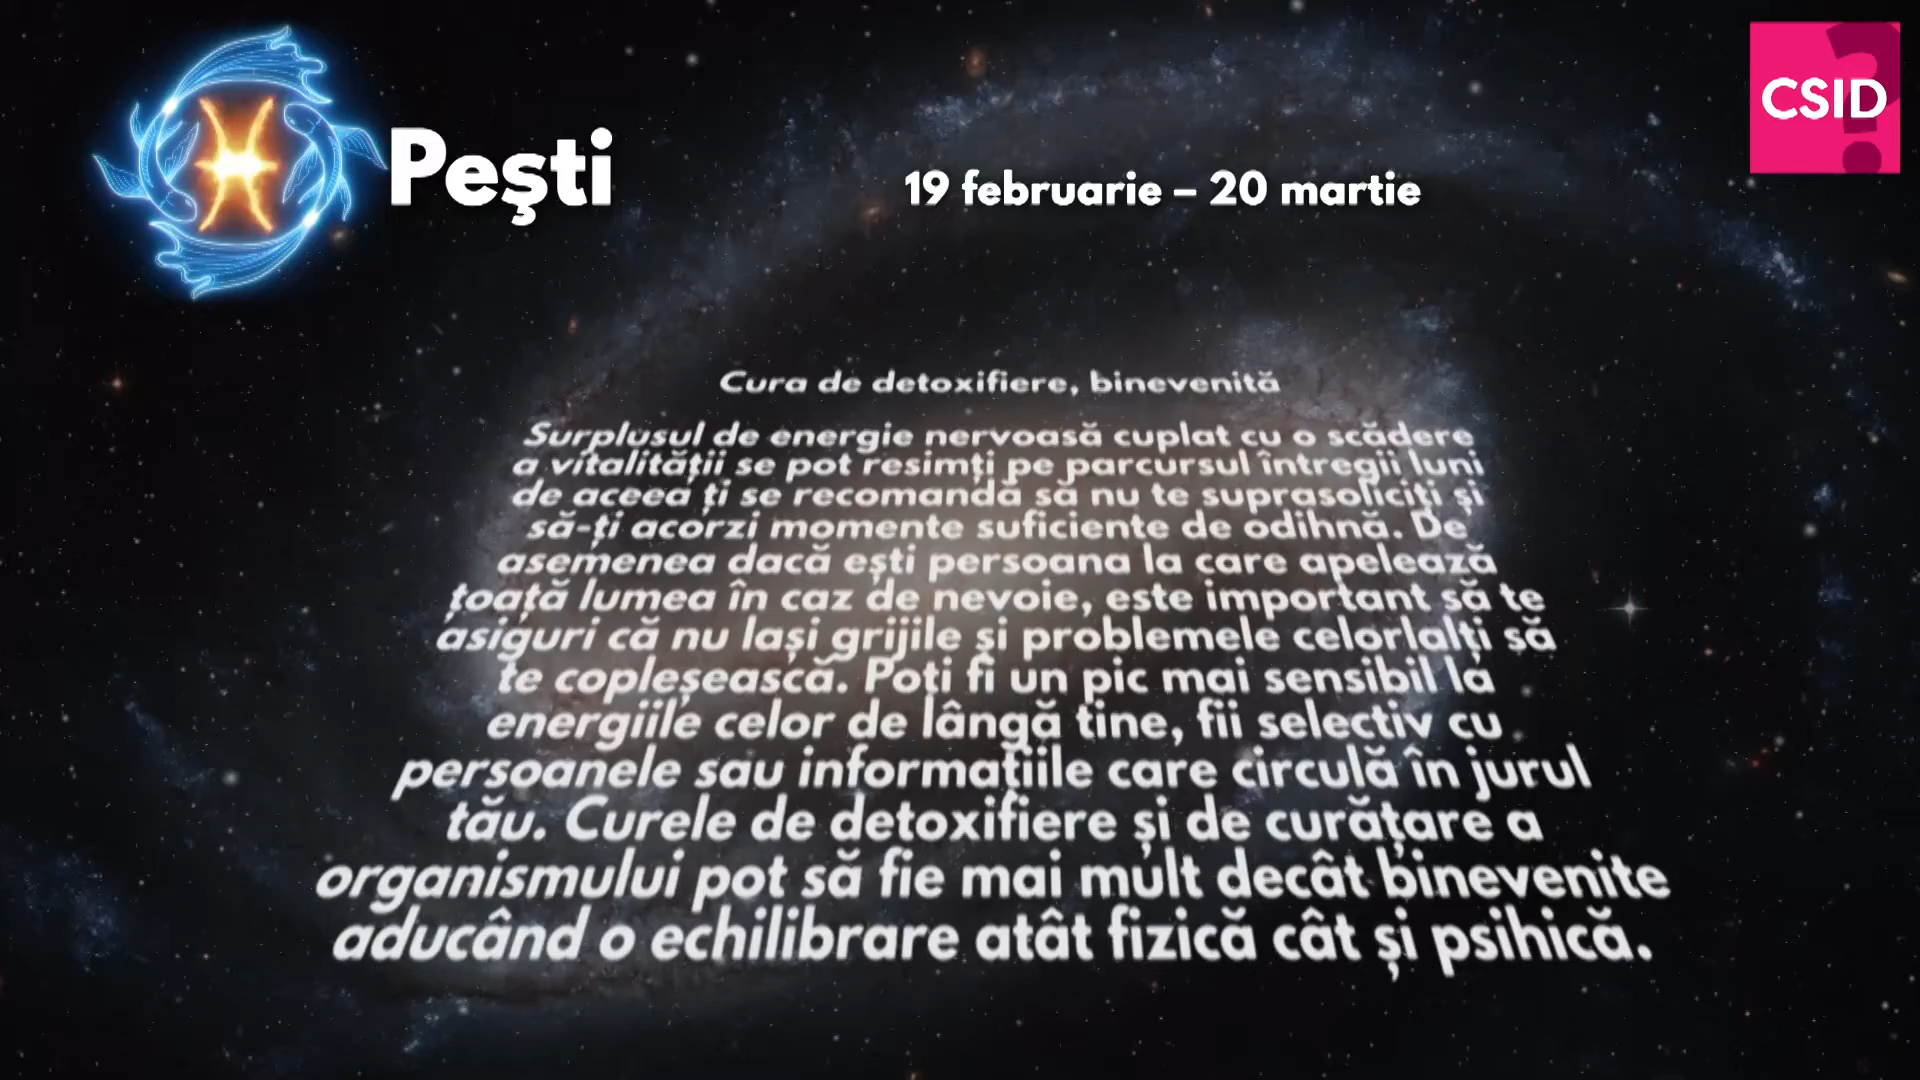 Pești
19 februarie – 20 martie
CSID
Cura de detoxifiere, binevenită
Surplusul de energie nervoasă cuplat cu o scădere
a vitalității se pot resimți pe parcursul întregii luni
de aceea ți se recomandă să nu te suprasoliciți și
să-ți acorzi momente suficiente de odihnă. De
asemenea dacă ești persoana la care apelează
toată lumea în caz de nevoie, este important să te
asiguri că nu lași grijile și problemele celorlalți să
te copleșească. Poți fi un pic mai sensibil la
energiile celor de lângă tine, fii selectiv cu
persoanele sau informațiile care circulă în jurul
tău. Curele de detoxifiere și de curățare a
organismului pot să fie mai mult decât binevenite
aducând o echilibrare atât fizică cât și psihică.